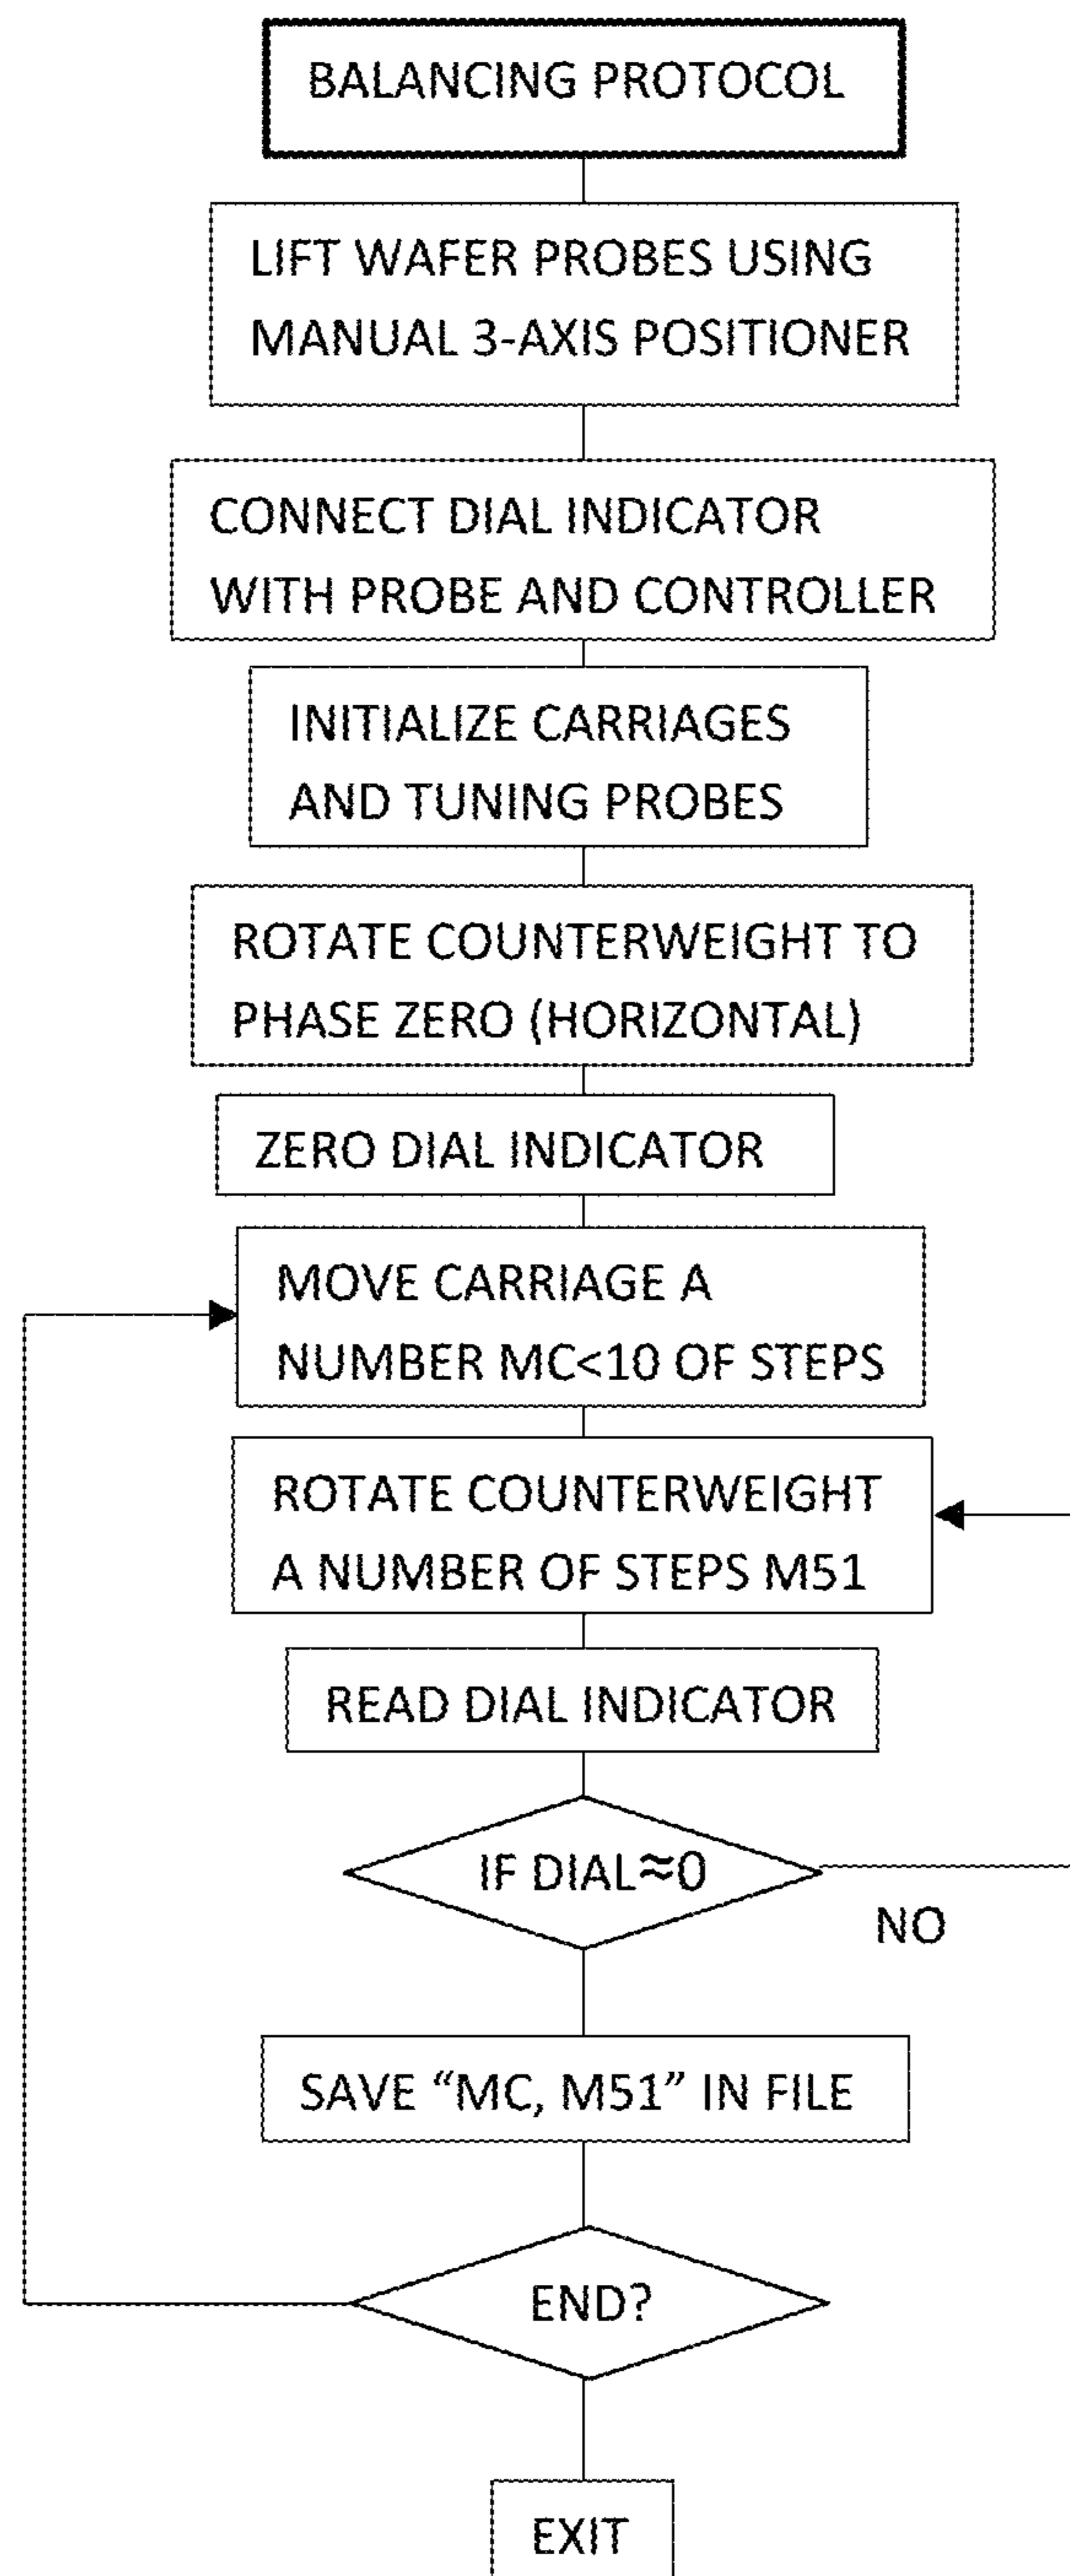 BALANCING PROTOCOL
LIFT WAFER PROBES USING
MANUAL 3-AXIS POSITIONER
CONNECT DIAL INDICATOR
WITH PROBE AND CONTROLLER
INITIALIZE CARRIAGES
AND TUNING PROBES
ROTATE COUNTERWEIGHT TO
PHASE ZERO (HORIZONTAL)
ZERO DIAL INDICATOR
MOVE CARRIAGE A
NUMBER MC<10 OF STEPS
ROTATE COUNTERWEIGHT
A NUMBER OF STEPS M51
READ DIAL INDICATOR
IF DIAL≈0
NO
SAVE “MC, M51” IN FILE
END?
EXIT